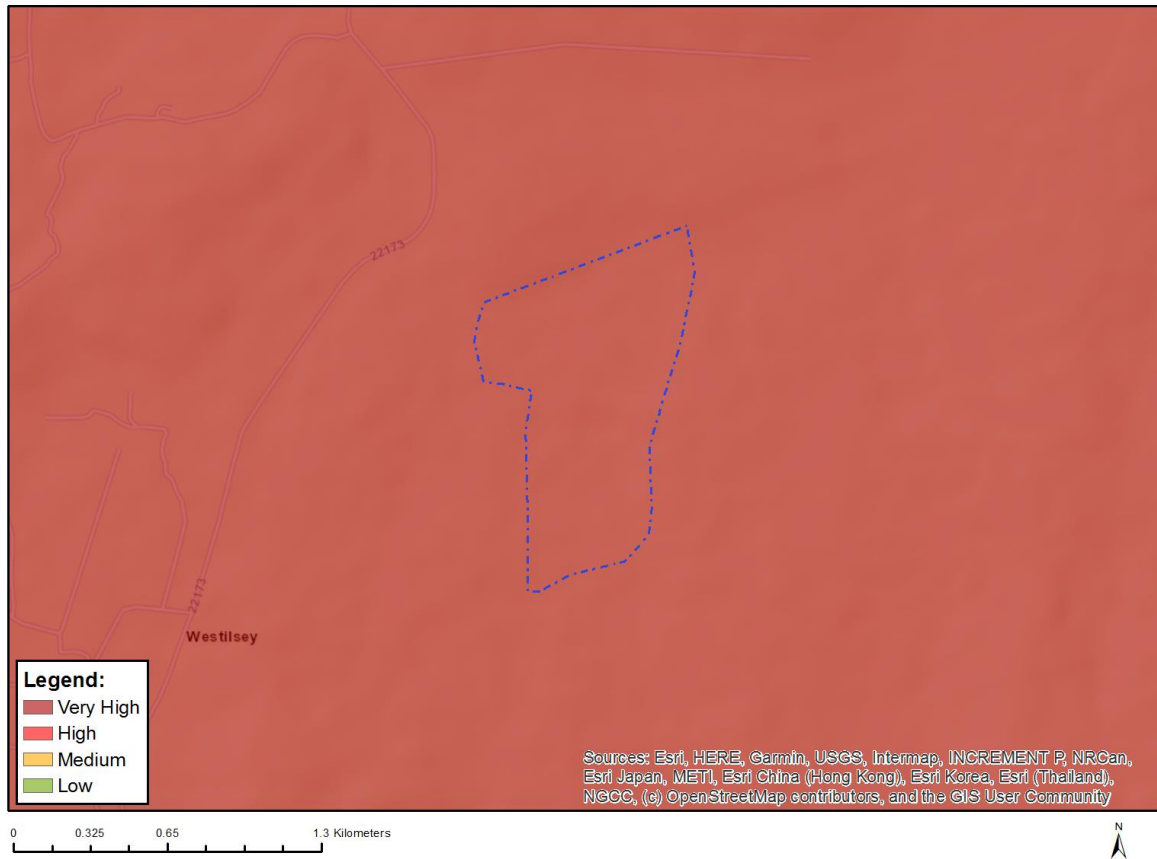 22173
22173
Westilsey
Legend:
Very High
High
Medium
Low
Sources: Esri, HERE, Garmin, USGS, Intermap, INCREMENT P, NRCan,
Esri Japan, METI, Esri China (Hong Kong), Esri Korea, Esri (Thailand),
NGCC, (c) OpenStreetMap contributors, and the GIS User Community
0 0.325 0.65 1.3 Kilometers
N